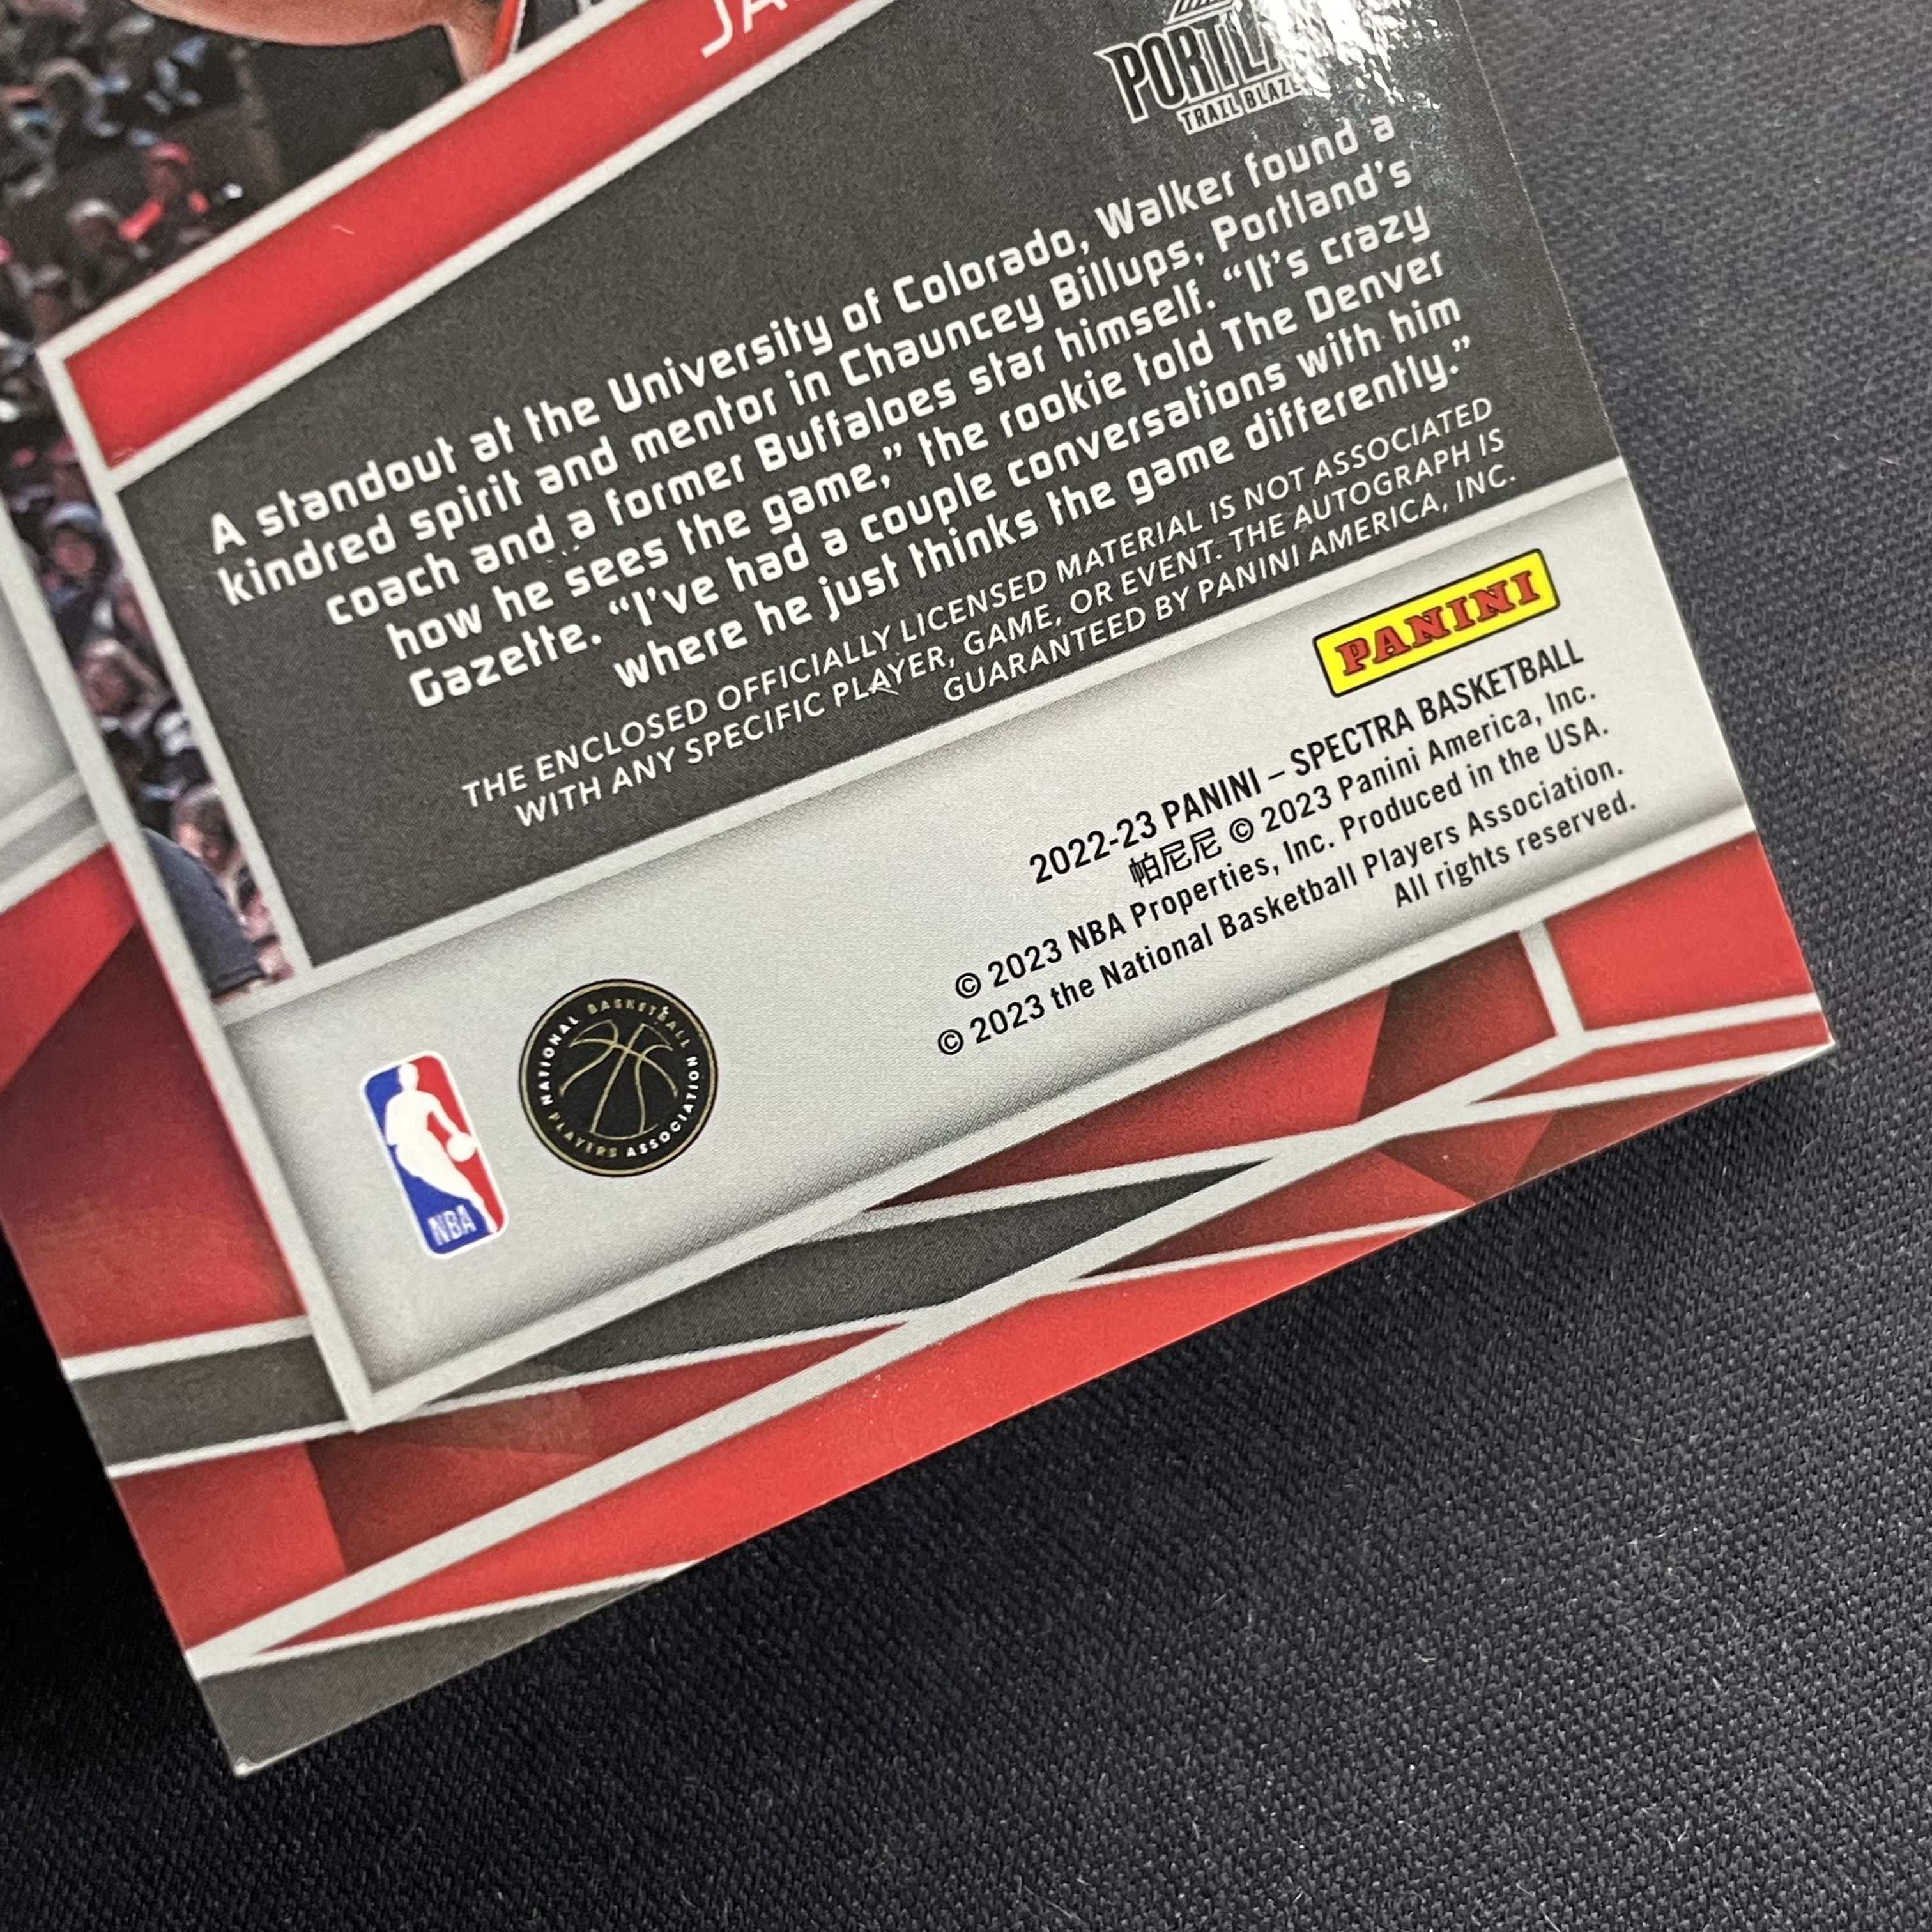 JA
PORTLA
TRAIL BLAZE
A standout at the University of Colorado, Walker found a
kindred spirit and mentor in Chauncey Billups, Portland's
coach and a former Buffaloes star himself. “It's crazy
how he sees the game,” the rookie told The Denver
Gazette. “I've had a couple conversations with him
where he just thinks the game differently.”
THE ENCLOSED OFFICIALLY LICENSED MATERIAL IS NOT ASSOCIATED
WITH ANY SPECIFIC PLAYER, GAME, OR EVENT. THE AUTOGRAPH IS
GUARANTEED BY PANINI AMERICA, INC.
PANINI
2022-23 PANINI – SPECTRA BASKETBALL
帕尼尼 © 2023 Panini America, Inc.
© 2023 NBA Properties, Inc. Produced in the USA.
© 2023 the National Basketball Players Association.
All rights reserved.
NBA
NATIONAL BASKETBALL PLAYERS ASSOCIATION